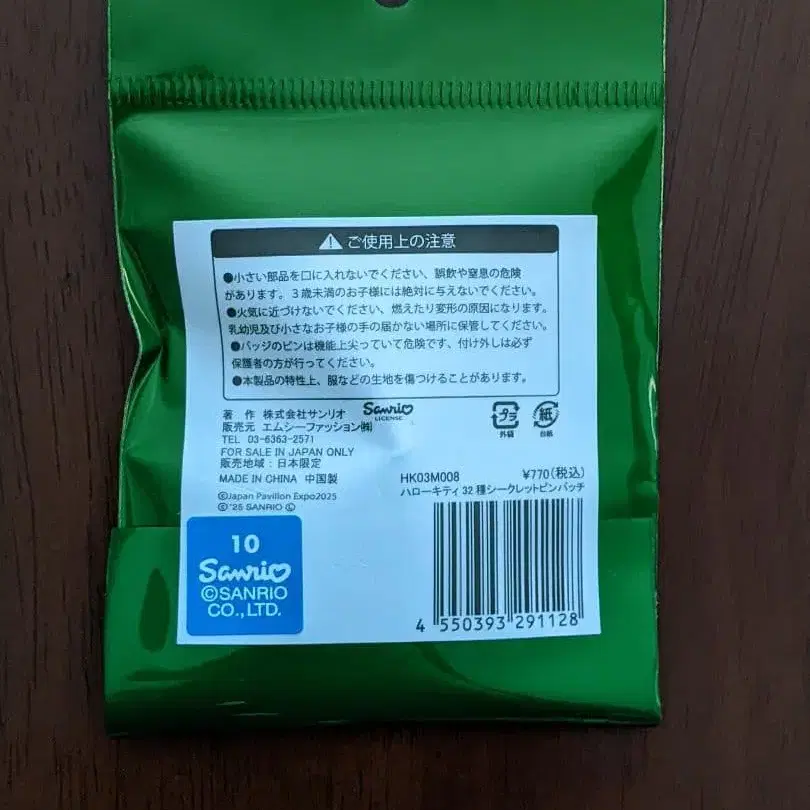 ⚠ご使用上の注意
●小さい部品を口に入れないでください、誤飲や窒息の危険
があります。3歳未満のお子様には絶対に与えないでください。
●火気に近づけないでください、燃えたり変形の原因になります。
乳幼児及び小さなお子様の手の届かない場所に保管してください。
●バッジのピンは機能上尖っていて危険です、付け外しは必ず
保護者の方が行ってください。
●本製品の特性上、服などの生地を傷つけることがあります。
著作 株式会社サンリオ
Sanrio
LICENSE
販売元 エムシーファッション㈱
TEL 03-6363-2571
FOR SALE IN JAPAN ONLY
販売地域:日本限定
MADE IN CHINA 中国製
©Japan Pavilion Expo2025
©'25 SANRIO Ⓛ
プラ
外袋
紙
台紙
HK03M008 ¥770(税込)
ハローキティ 32種シークレットピンバッチ
4 550393 291128
10
Sanrio
©SANRIO
CO.,LTD.